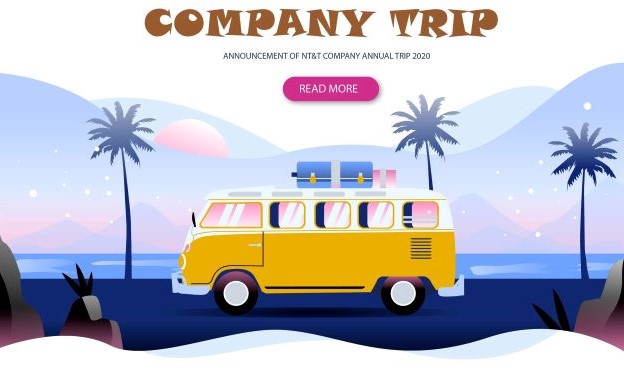 COMPANY TRIP
ANNOUNCEMENT OF NT&T COMPANY ANNUAL TRIP 2020
READ MORE